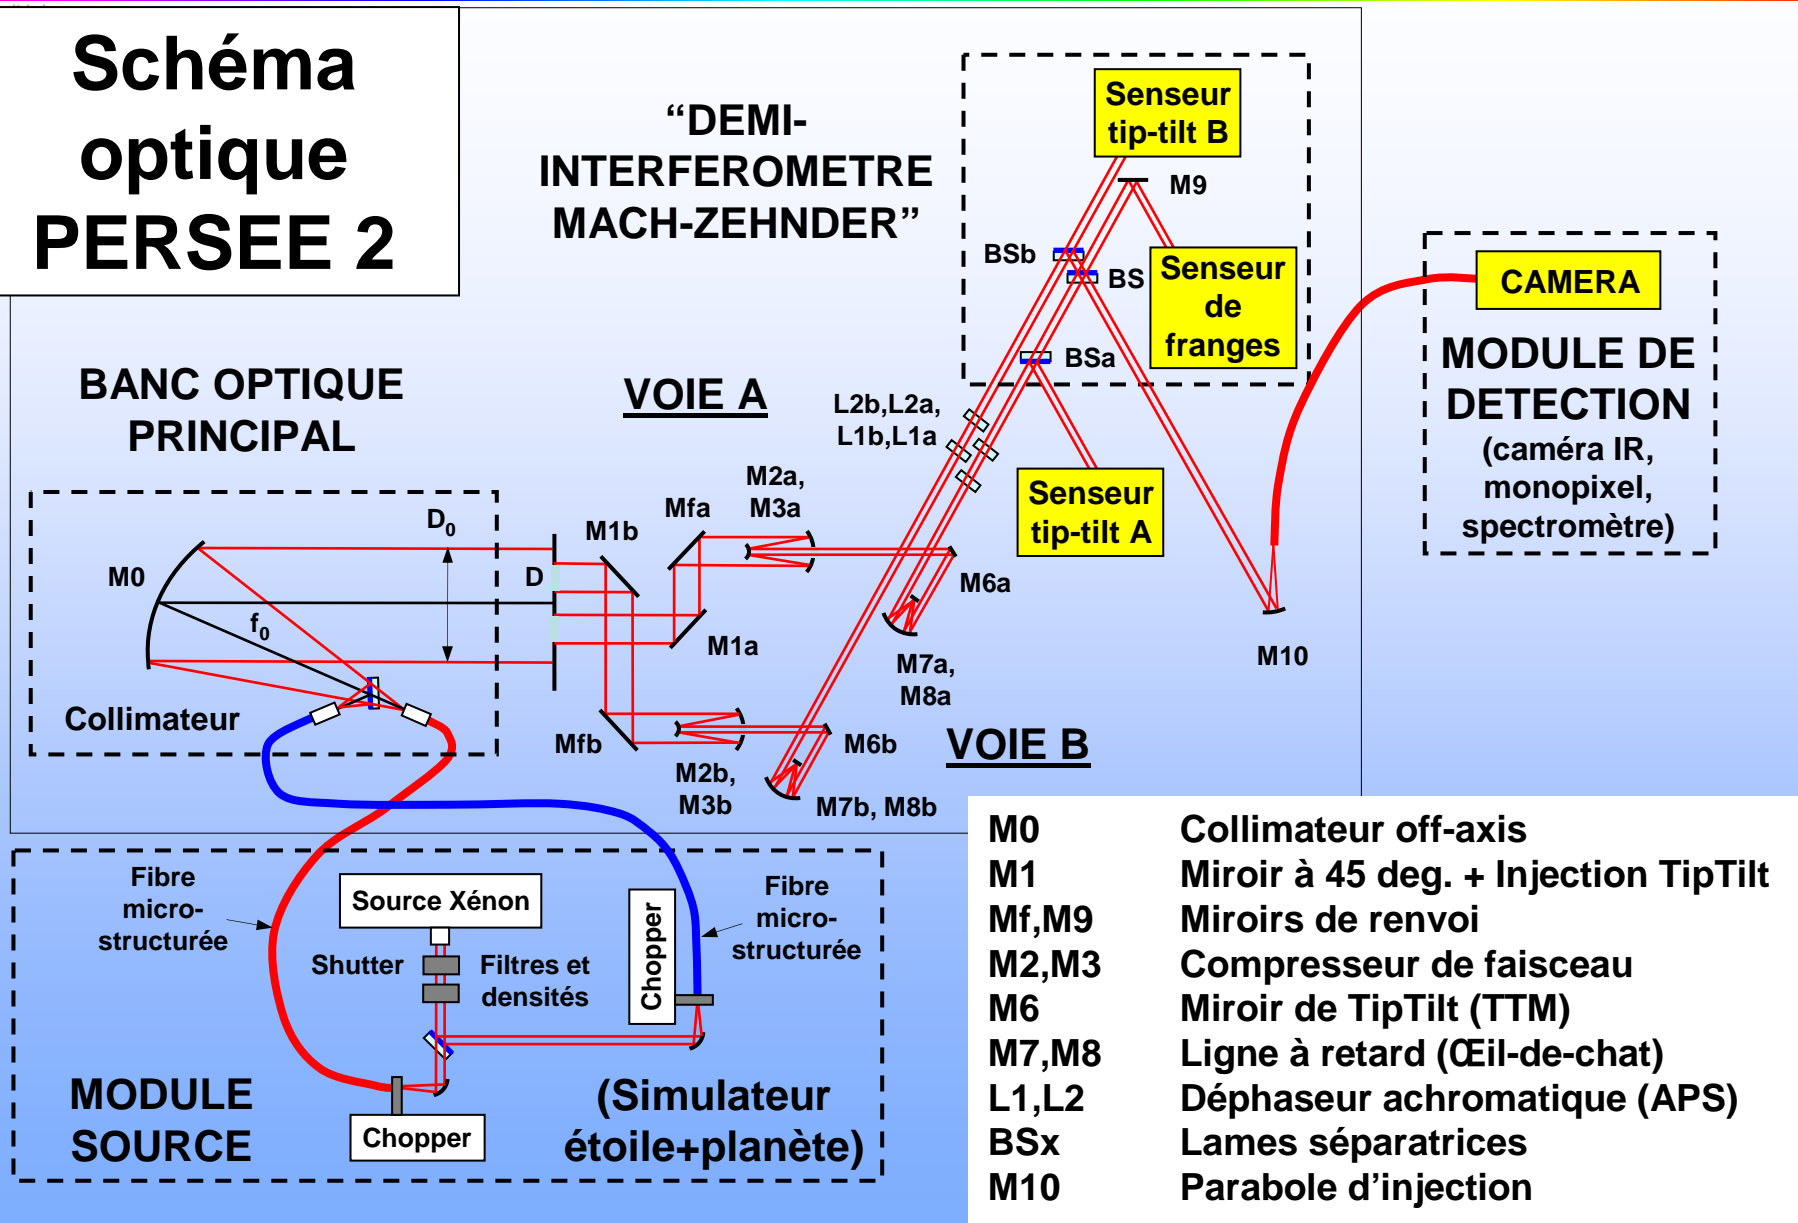 Schéma
optique
PERSEE 2
“DEMI-
INTERFEROMETRE
MACH-ZEHNDER”
Senseur
tip-tilt B
M9
BSb
BS
Senseur
de
franges
BSa
CAMERA
MODULE DE
DETECTION
(caméra IR,
monopixel,
spectromètre)
BANC OPTIQUE
PRINCIPAL
VOIE A
L2b,L2a,
L1b,L1a
Senseur
tip-tilt A
M2a,
M3a
Mfa
M1b
D0
D
M0
f0
M1a
M6a
M7a,
M8a
M10
Collimateur
Mfb
M2b,
M3b
M6b
VOIE B
M7b, M8b
Fibre
micro-
structurée
Source Xénon
Shutter
Filtres et
densités
Chopper
Fibre
micro-
structurée
MODULE
SOURCE
Chopper
(Simulateur
étoile+planète)
M0 Collimateur off-axis
M1 Miroir à 45 deg. + Injection TipTilt
Mf,M9 Miroirs de renvoi
M2,M3 Compresseur de faisceau
M6 Miroir de TipTilt (TTM)
M7,M8 Ligne à retard (Œil-de-chat)
L1,L2 Déphaseur achromatique (APS)
BSx Lames séparatrices
M10 Parabole d’injection